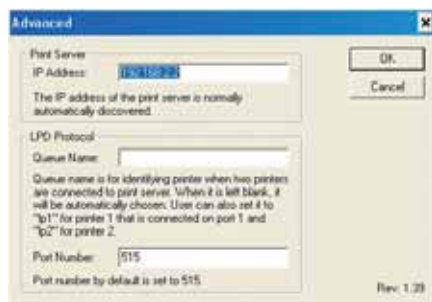 Advanced
Print Server
IP Address: 192.168.2.2
The IP address of the print server is normally
automatically discovered.
LPD Protocol
Queue Name:
Queue name is for identifying printer when two printers
are connected to print server. When it is left blank, it
will be automatically chosen. User can also set it to
"lp1" for printer 1 that is connected on port 1 and
"lp2" for printer 2.
Port Number: 515
Port number by default is set to 515.
OK
Cancel
Rev: 1.39